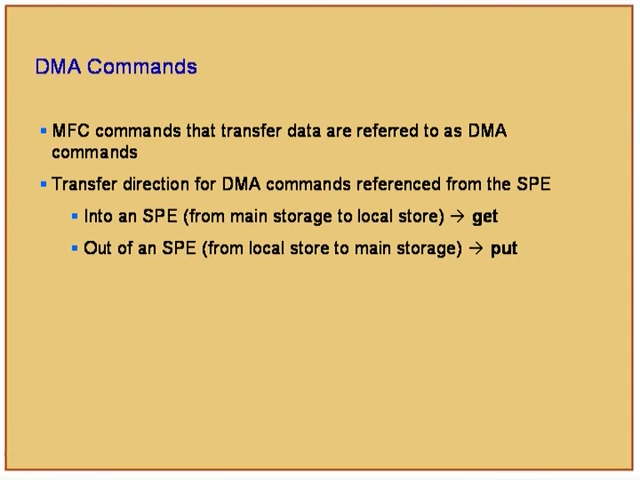 DMA Commands
▪ MFC commands that transfer data are referred to as DMA
commands
▪ Transfer direction for DMA commands referenced from the SPE
▪ Into an SPE (from main storage to local store) → get
▪ Out of an SPE (from local store to main storage) → put